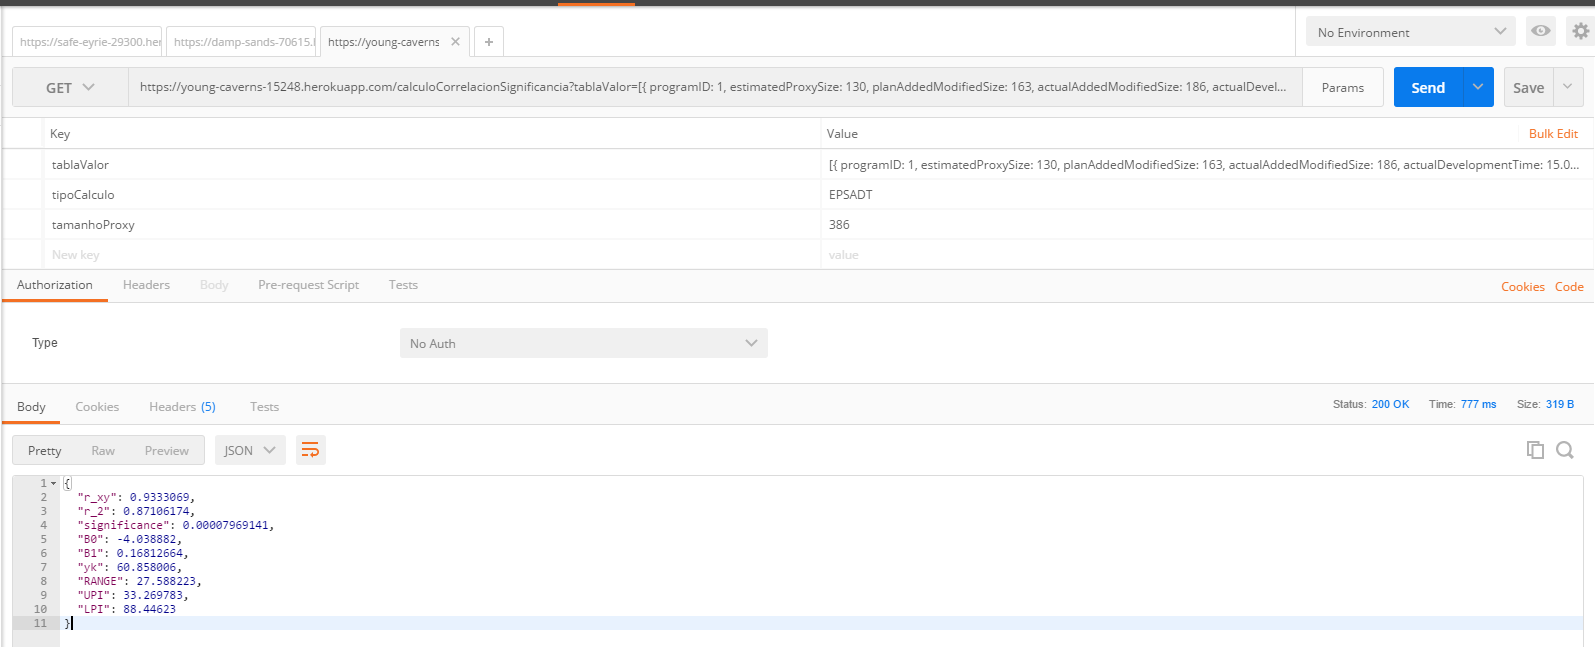 https://safe-eyrie-29300.her https://damp-sands-70615.h https://young-caverns × + No Environment
GET https://young-caverns-15248.herokuapp.com/calculoCorrelacionSignificancia?tablaValor=[{ programID: 1, estimatedProxySize: 130, planAddedModifiedSize: 163, actualAddedModifiedSize: 186, actualDevel... Params Send Save
Key Value Bulk Edit
tablaValor [{ programID: 1, estimatedProxySize: 130, planAddedModifiedSize: 163, actualAddedModifiedSize: 186, actualDevelopmentTime: 15.0...
tipoCalculo EPSADT
tamanhoProxy 386
New key value
Authorization Headers Body Pre-request Script Tests Cookies Code
Type No Auth
Body Cookies Headers (5) Tests Status: 200 OK Time: 777 ms Size: 319 B
Pretty Raw Preview JSON
1 {
2 "r_xy": 0.9333069,
3 "r_2": 0.87106174,
4 "significance": 0.00007969141,
5 "B0": -4.038882,
6 "B1": 0.16812664,
7 "yk": 60.858006,
8 "RANGE": 27.588223,
9 "UPI": 33.269783,
10 "LPI": 88.44623
11 }